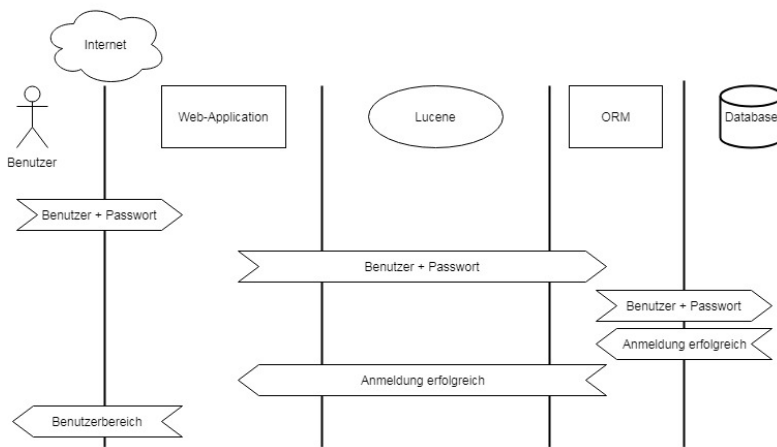 Internet
Web-Application
Lucene
ORM
Database
Benutzer
Benutzer + Passwort
Benutzer + Passwort
Benutzer + Passwort
Anmeldung erfolgreich
Anmeldung erfolgreich
Benutzerbereich